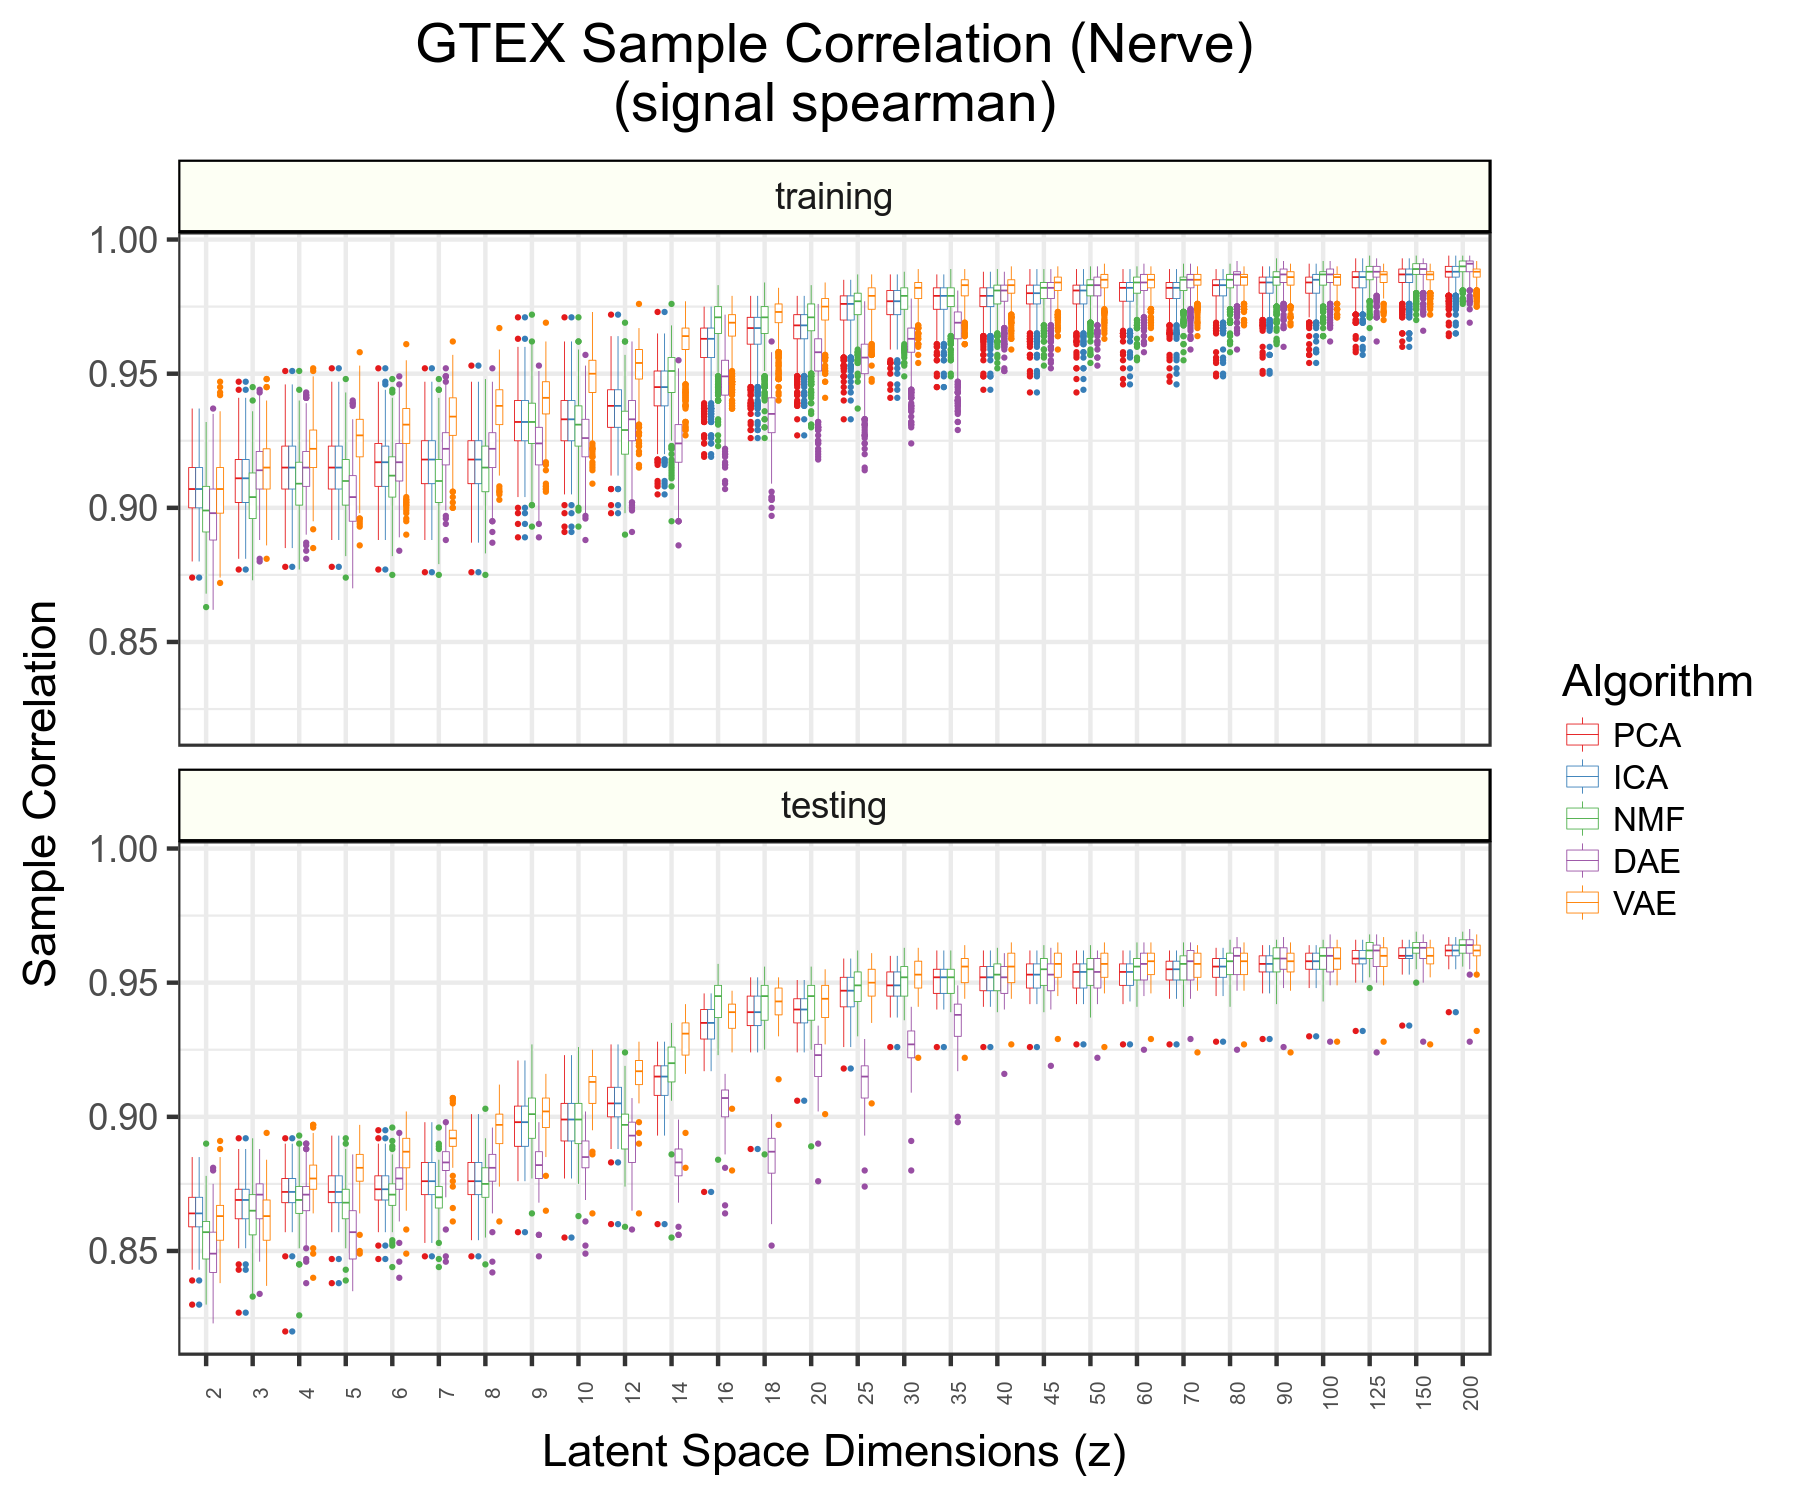 GTEX Sample Correlation (Nerve)
(signal spearman)
training
1.00
0.95
0.90
0.85
testing
1.00
0.95
0.90
0.85
Sample Correlation
2 3 4 5 6 7 8 9 10 12 14 16 18 20 25 30 35 40 45 50 60 70 80 90 100 125 150 200
Latent Space Dimensions (z)
Algorithm
PCA
ICA
NMF
DAE
VAE